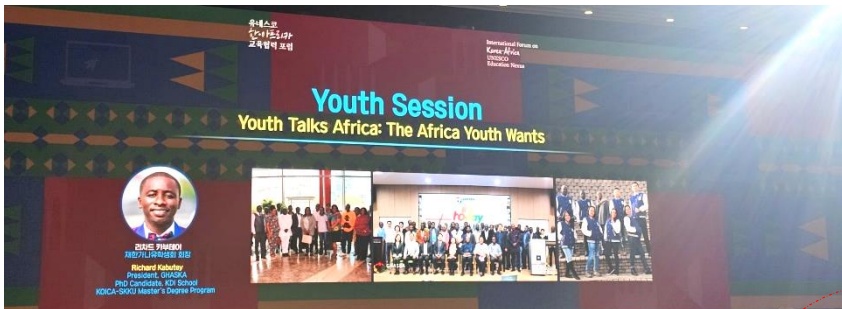 유네스코
한·아프리카
교육협력 포럼
International Forum on
Korea-Africa
UNESCO
Education Nexus
Youth Session
Youth Talks Africa: The Africa Youth Wants
리차드 카부테이
재한가나유학생회 회장
Richard Kabutey
President, GHASKA
PhD Candidate, KDI School
KOICA-SKKU Master's Degree Program